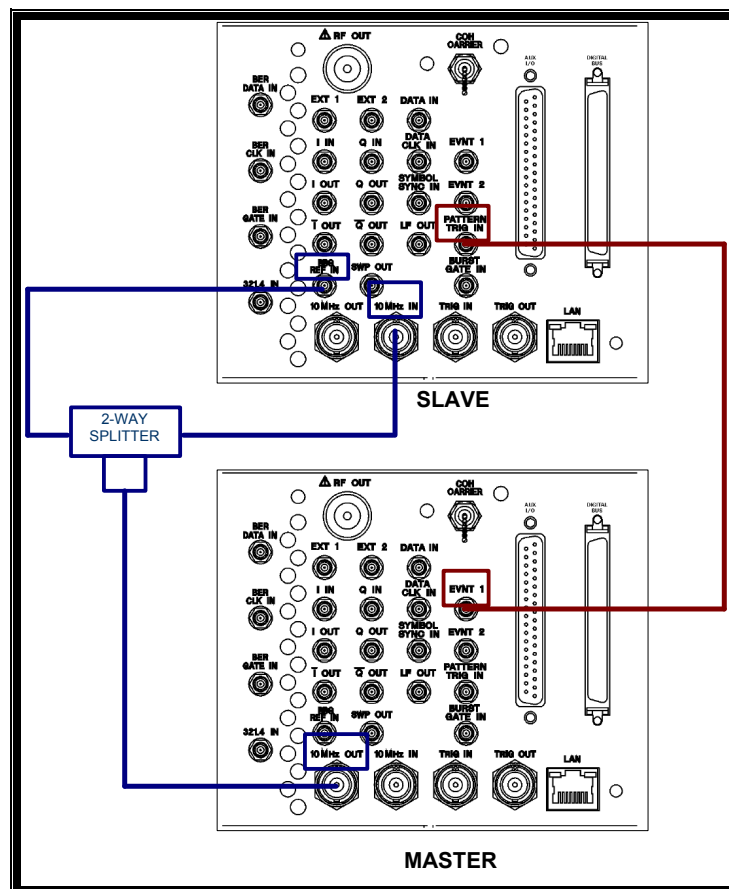 ⚠ RF OUT
COH
CARRIER
AUX
I/O
DIGITAL
BUS
BER
DATA IN
EXT 1 EXT 2 DATA IN
BER
CLK IN
I IN Q IN DATA
CLK IN EVNT 1
I OUT Q OUT SYMBOL
SYNC IN EVNT 2
BER
GATE IN
I OUT Q OUT LF OUT PATTERN
TRIG IN
REF IN SWP OUT BURST
GATE IN
321.4 IN
10 MHz OUT 10 MHz IN TRIG IN TRIG OUT LAN
SLAVE
2-WAY
SPLITTER
⚠ RF OUT
COH
CARRIER
AUX
I/O
DIGITAL
BUS
BER
DATA IN
EXT 1 EXT 2 DATA IN
BER
CLK IN
I IN Q IN DATA
CLK IN EVNT 1
I OUT Q OUT SYMBOL
SYNC IN EVNT 2
BER
GATE IN
I OUT Q OUT LF OUT PATTERN
TRIG IN
REF IN SWP OUT BURST
GATE IN
321.4 IN
10 MHz OUT 10 MHz IN TRIG IN TRIG OUT LAN
MASTER